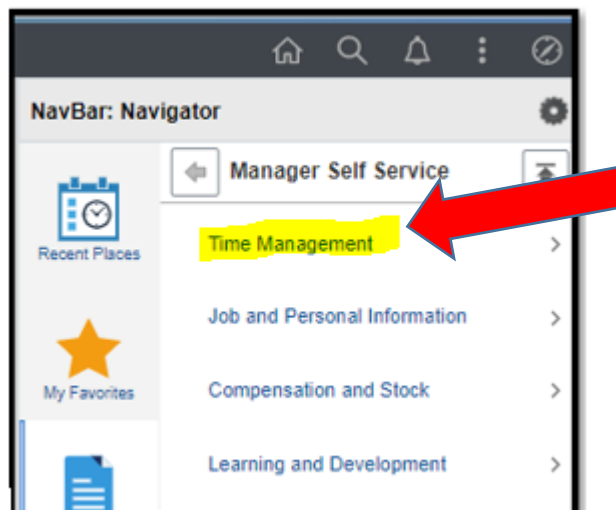 NavBar: Navigator
Manager Self Service
Recent Places
Time Management
Job and Personal Information
My Favorites
Compensation and Stock
Learning and Development